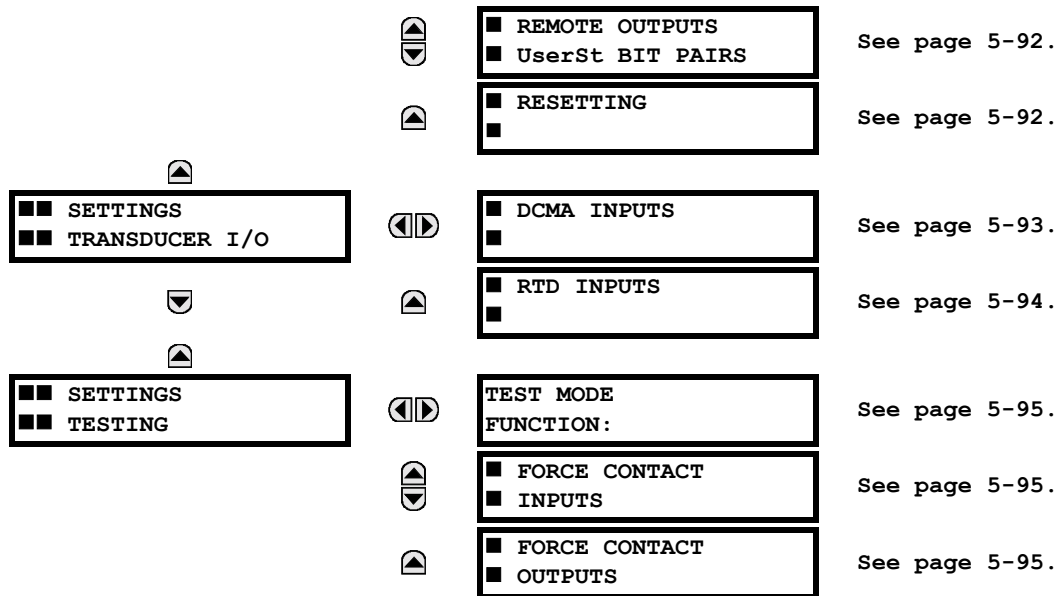 ■ REMOTE OUTPUTS
■ UserSt BIT PAIRS
See page 5-92.
■ RESETTING
■
See page 5-92.
■■ SETTINGS
■■ TRANSDUCER I/O
■ DCMA INPUTS
■
See page 5-93.
■ RTD INPUTS
■
See page 5-94.
■■ SETTINGS
■■ TESTING
TEST MODE
FUNCTION:
See page 5-95.
■ FORCE CONTACT
■ INPUTS
See page 5-95.
■ FORCE CONTACT
■ OUTPUTS
See page 5-95.